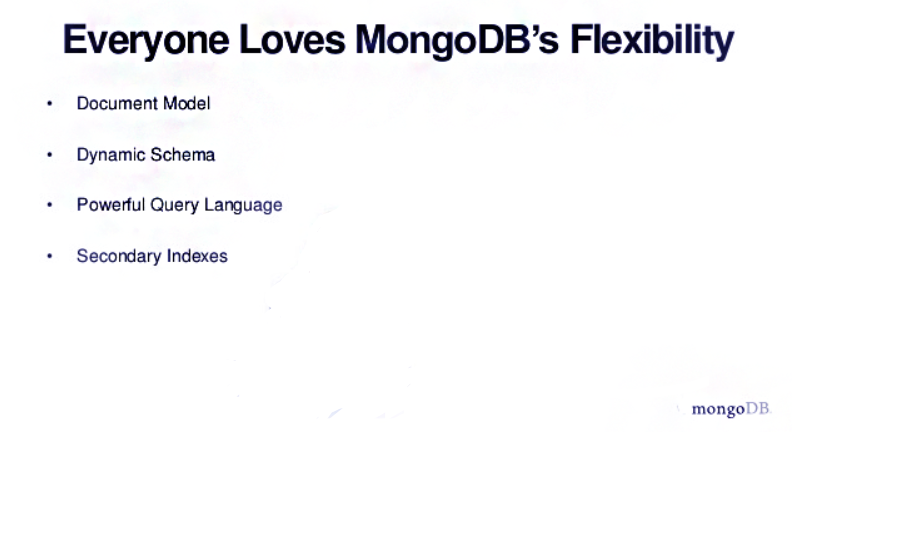 Everyone Loves MongoDB’s Flexibility
• Document Model
• Dynamic Schema
• Powerful Query Language
• Secondary Indexes
mongoDB